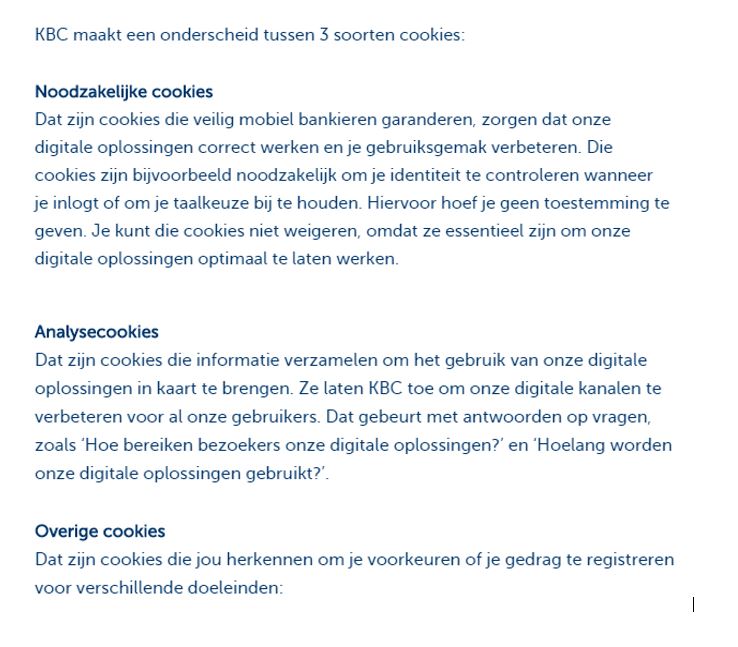 KBC maakt een onderscheid tussen 3 soorten cookies:
Noodzakelijke cookies
Dat zijn cookies die veilig mobiel bankieren garanderen, zorgen dat onze
digitale oplossingen correct werken en je gebruiksgemak verbeteren. Die
cookies zijn bijvoorbeeld noodzakelijk om je identiteit te controleren wanneer
je inlogt of om je taalkeuze bij te houden. Hiervoor hoef je geen toestemming te
geven. Je kunt die cookies niet weigeren, omdat ze essentieel zijn om onze
digitale oplossingen optimaal te laten werken.
Analysecookies
Dat zijn cookies die informatie verzamelen om het gebruik van onze digitale
oplossingen in kaart te brengen. Ze laten KBC toe om onze digitale kanalen te
verbeteren voor al onze gebruikers. Dat gebeurt met antwoorden op vragen,
zoals ‘Hoe bereiken bezoekers onze digitale oplossingen?’ en ‘Hoelang worden
onze digitale oplossingen gebruikt?’.
Overige cookies
Dat zijn cookies die jou herkennen om je voorkeuren of je gedrag te registreren
voor verschillende doeleinden: